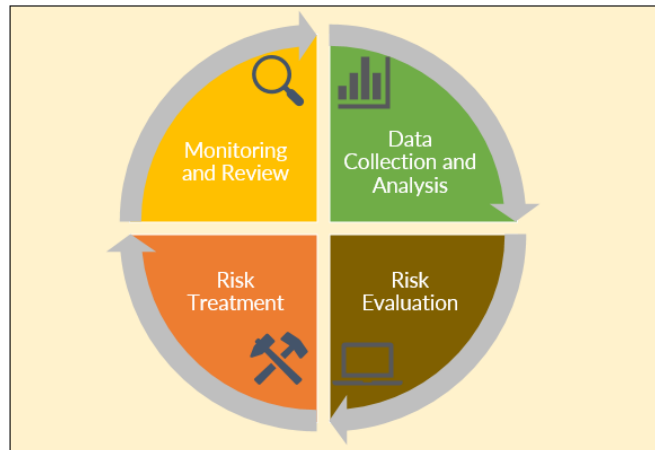 Monitoring
and Review
Data
Collection and
Analysis
Risk
Treatment
Risk
Evaluation